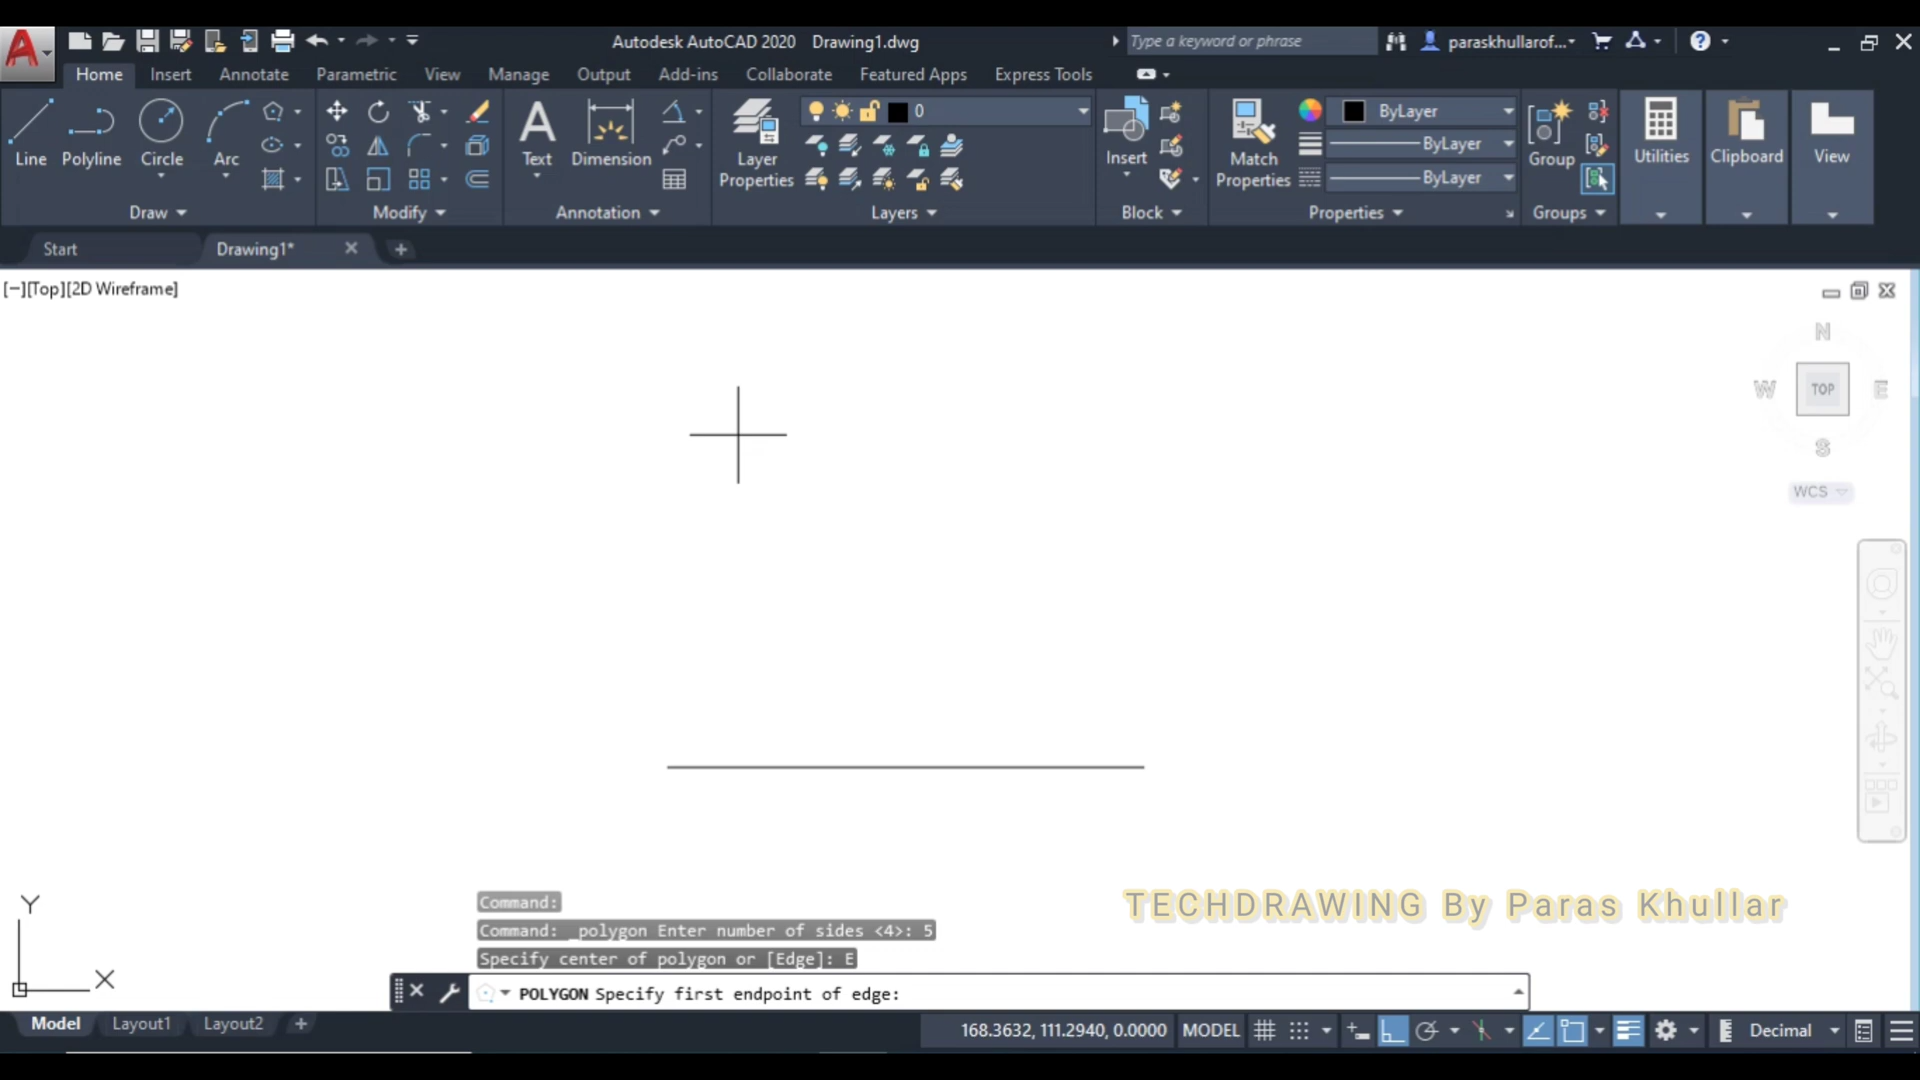 Autodesk AutoCAD 2020 Drawing1.dwg
Type a keyword or phrase
paraskhullarof...
Home Insert Annotate Parametric View Manage Output Add-ins Collaborate Featured Apps Express Tools
0
ByLayer
ByLayer
ByLayer
Line Polyline Circle Arc
Text Dimension
Layer Properties
Insert
Match Properties
Group
Utilities Clipboard View
Draw Modify Annotation Layers Block Properties Groups
Start Drawing1*
[−][Top][2D Wireframe]
N
W TOP E
S
WCS
Y
X
Command:
Command: _polygon Enter number of sides <4>: 5
Specify center of polygon or [Edge]: E
POLYGON Specify first endpoint of edge:
TECHDRAWING By Paras Khullar
Model Layout1 Layout2 +
168.3632, 111.2940, 0.0000 MODEL
Decimal